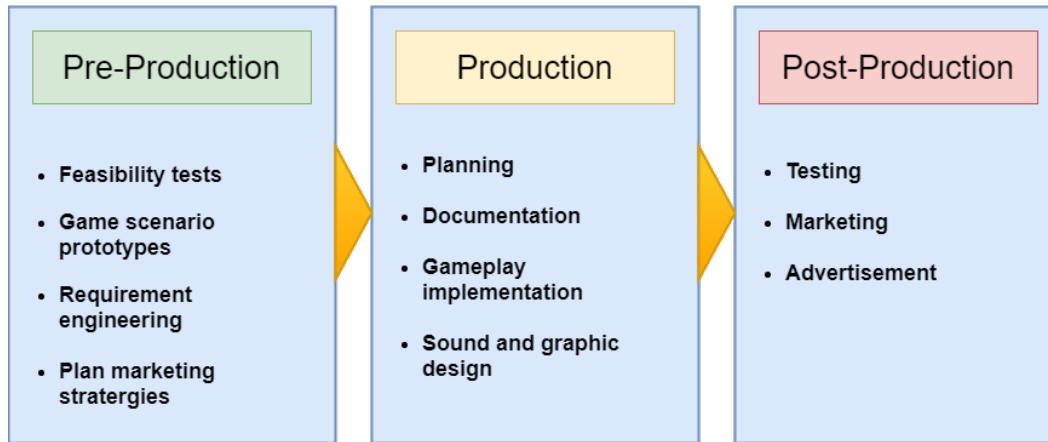 Pre-Production
Feasibility tests
Game scenario
prototypes
Requirement
engineering
Plan marketing
stratergies
Production
Planning
Documentation
Gameplay
implementation
Sound and graphic
design
Post-Production
Testing
Marketing
Advertisement